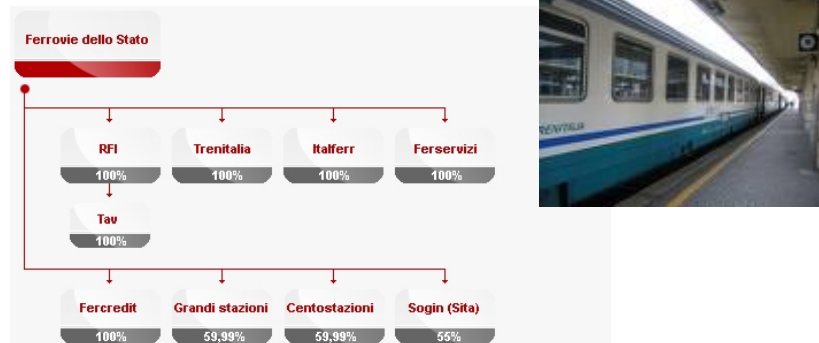 Ferrovie dello Stato
RFI Trenitalia Italferr Ferservizi
100% 100% 100% 100%
Tav
100%
Fercredit Grandi stazioni Centostazioni Sogin (Sita)
100% 59,99% 59,99% 55%
TRENITALIA